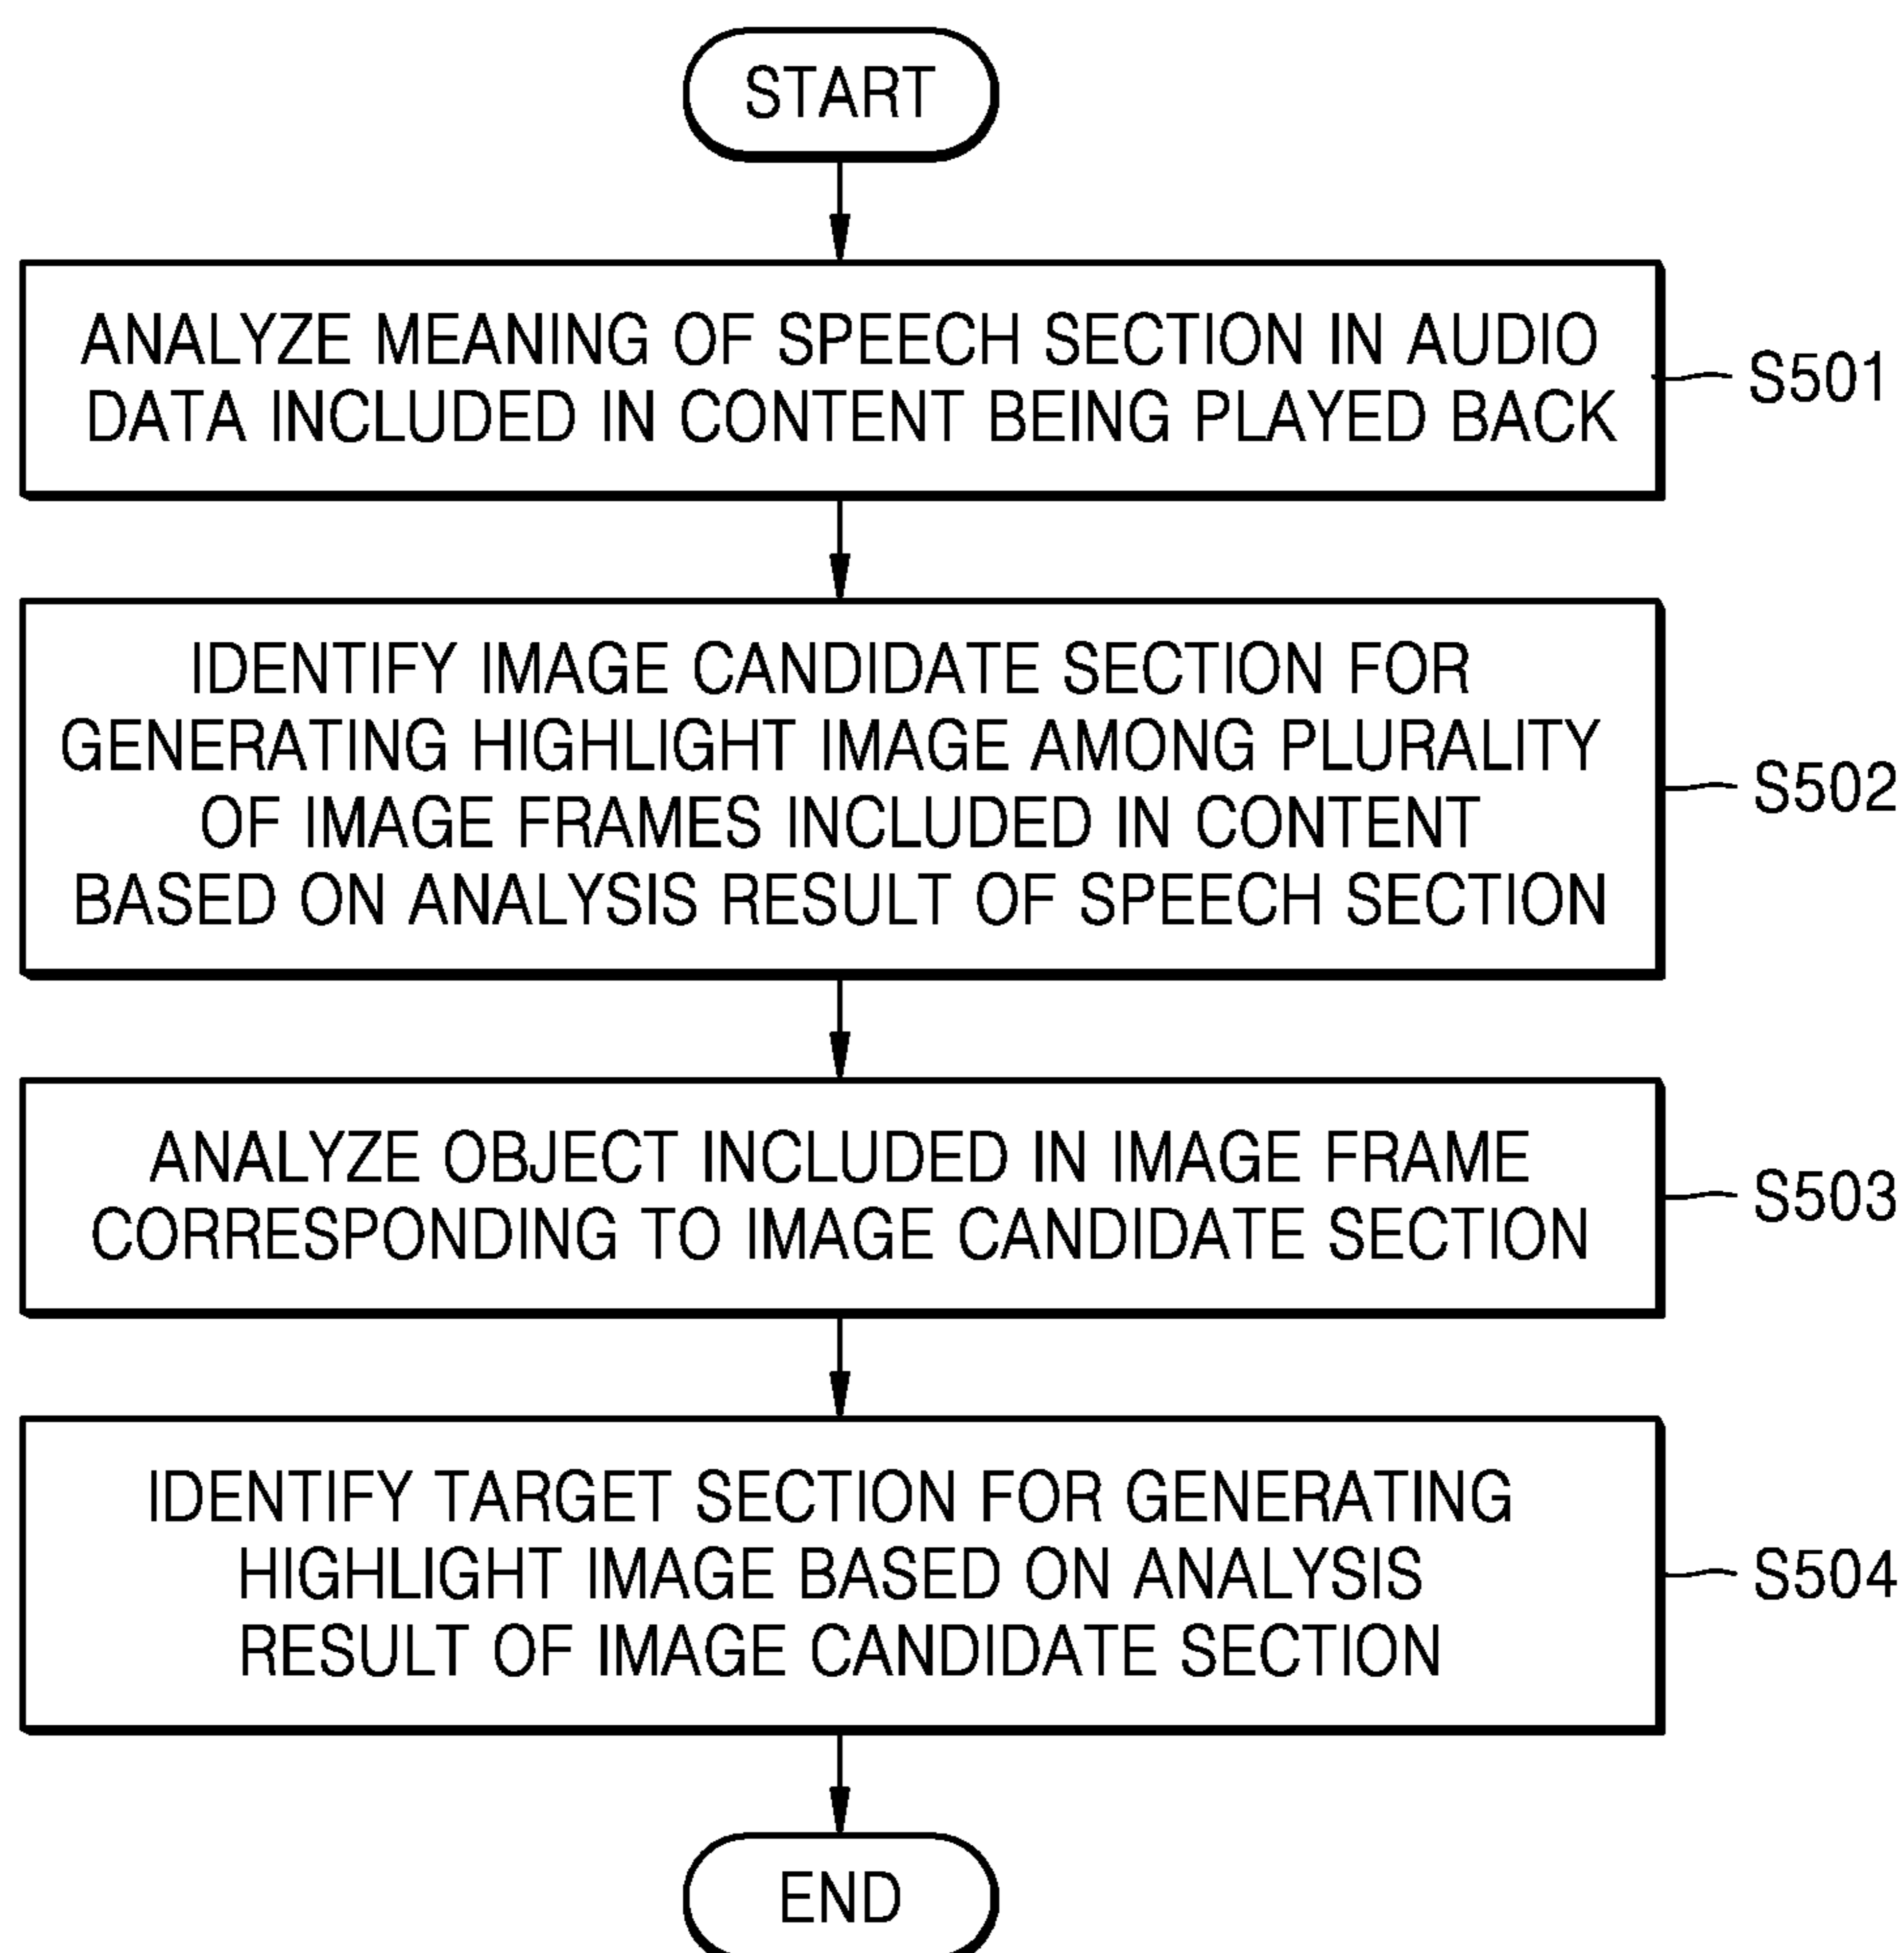 START
ANALYZE MEANING OF SPEECH SECTION IN AUDIO
DATA INCLUDED IN CONTENT BEING PLAYED BACK
S501
IDENTIFY IMAGE CANDIDATE SECTION FOR
GENERATING HIGHLIGHT IMAGE AMONG PLURALITY
OF IMAGE FRAMES INCLUDED IN CONTENT
BASED ON ANALYSIS RESULT OF SPEECH SECTION
S502
ANALYZE OBJECT INCLUDED IN IMAGE FRAME
CORRESPONDING TO IMAGE CANDIDATE SECTION
S503
IDENTIFY TARGET SECTION FOR GENERATING
HIGHLIGHT IMAGE BASED ON ANALYSIS
RESULT OF IMAGE CANDIDATE SECTION
S504
END